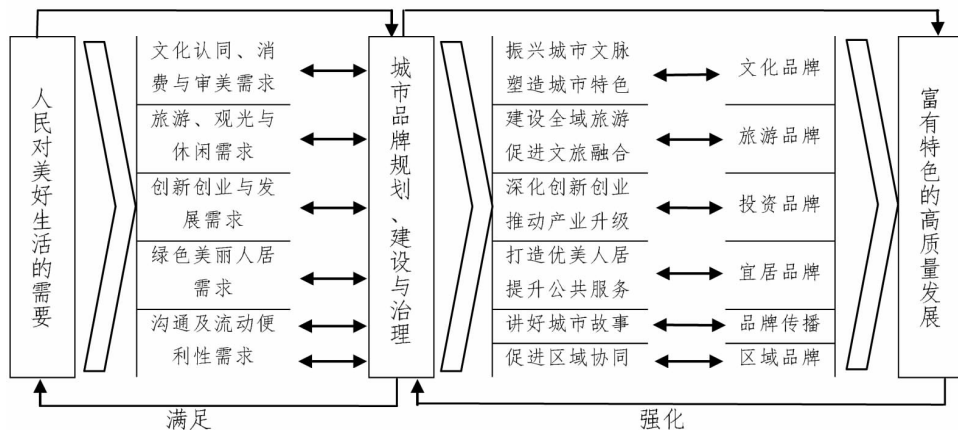 人民对美好生活的需要
文化认同、消
费与审美需求
旅游、观光与
休闲需求
创新创业与发
展需求
绿色美丽人居
需求
沟通及流动便
利性需求
城市品牌规划、建设与治理
振兴城市文脉
塑造城市特色
建设全域旅游
促进文旅融合
深化创新创业
推动产业升级
打造优美人居
提升公共服务
讲好城市故事
促进区域协同
文化品牌
旅游品牌
投资品牌
宜居品牌
品牌传播
区域品牌
富有特色的高质量发展
满足
强化